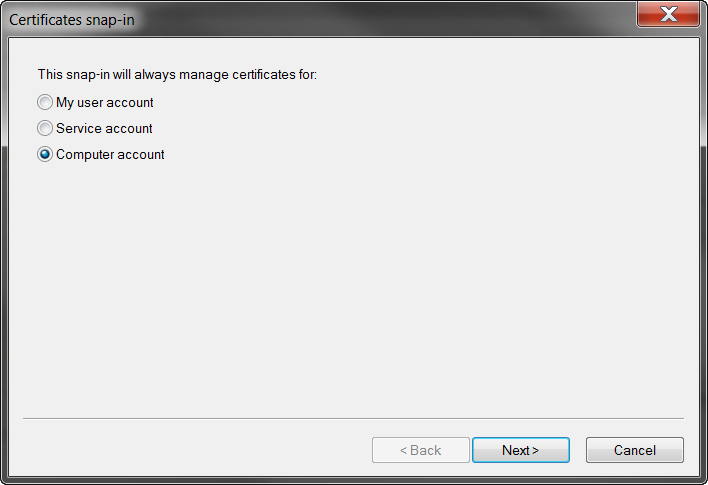 Certificates snap-in
This snap-in will always manage certificates for:
My user account
Service account
Computer account
< Back Next > Cancel